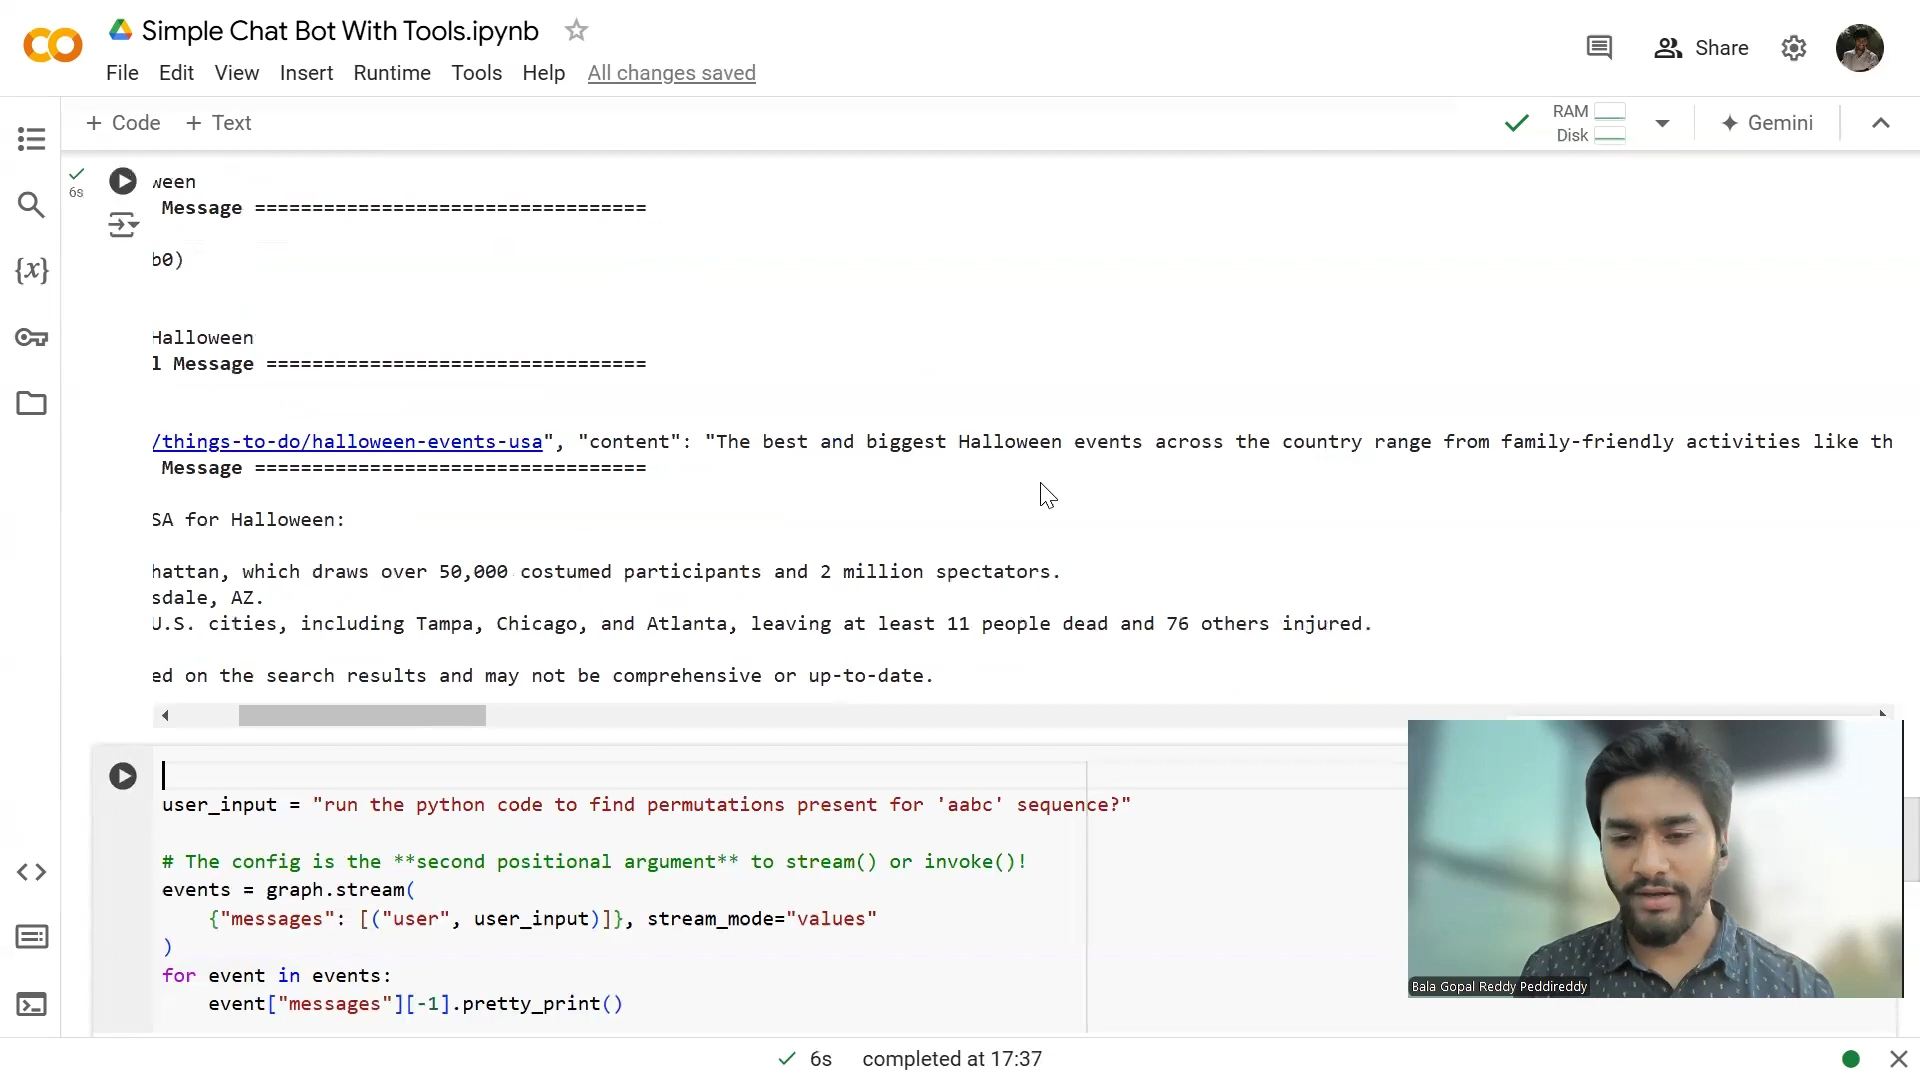 Simple Chat Bot With Tools.ipynb
File Edit View Insert Runtime Tools Help All changes saved
Share
+ Code + Text
RAM
Disk
Gemini
6s
ween
Message ==================================
b0)
Halloween
l Message =================================
/things-to-do/halloween-events-usa", "content": "The best and biggest Halloween events across the country range from family-friendly activities like th
Message ==================================
SA for Halloween:
hattan, which draws over 50,000 costumed participants and 2 million spectators.
sdale, AZ.
U.S. cities, including Tampa, Chicago, and Atlanta, leaving at least 11 people dead and 76 others injured.
ed on the search results and may not be comprehensive or up-to-date.
user_input = "run the python code to find permutations present for 'aabc' sequence?"
# The config is the **second positional argument** to stream() or invoke()!
events = graph.stream(
{"messages": [("user", user_input)]}, stream_mode="values"
)
for event in events:
event["messages"][-1].pretty_print()
Bala Gopal Reddy Peddireddy
6s completed at 17:37